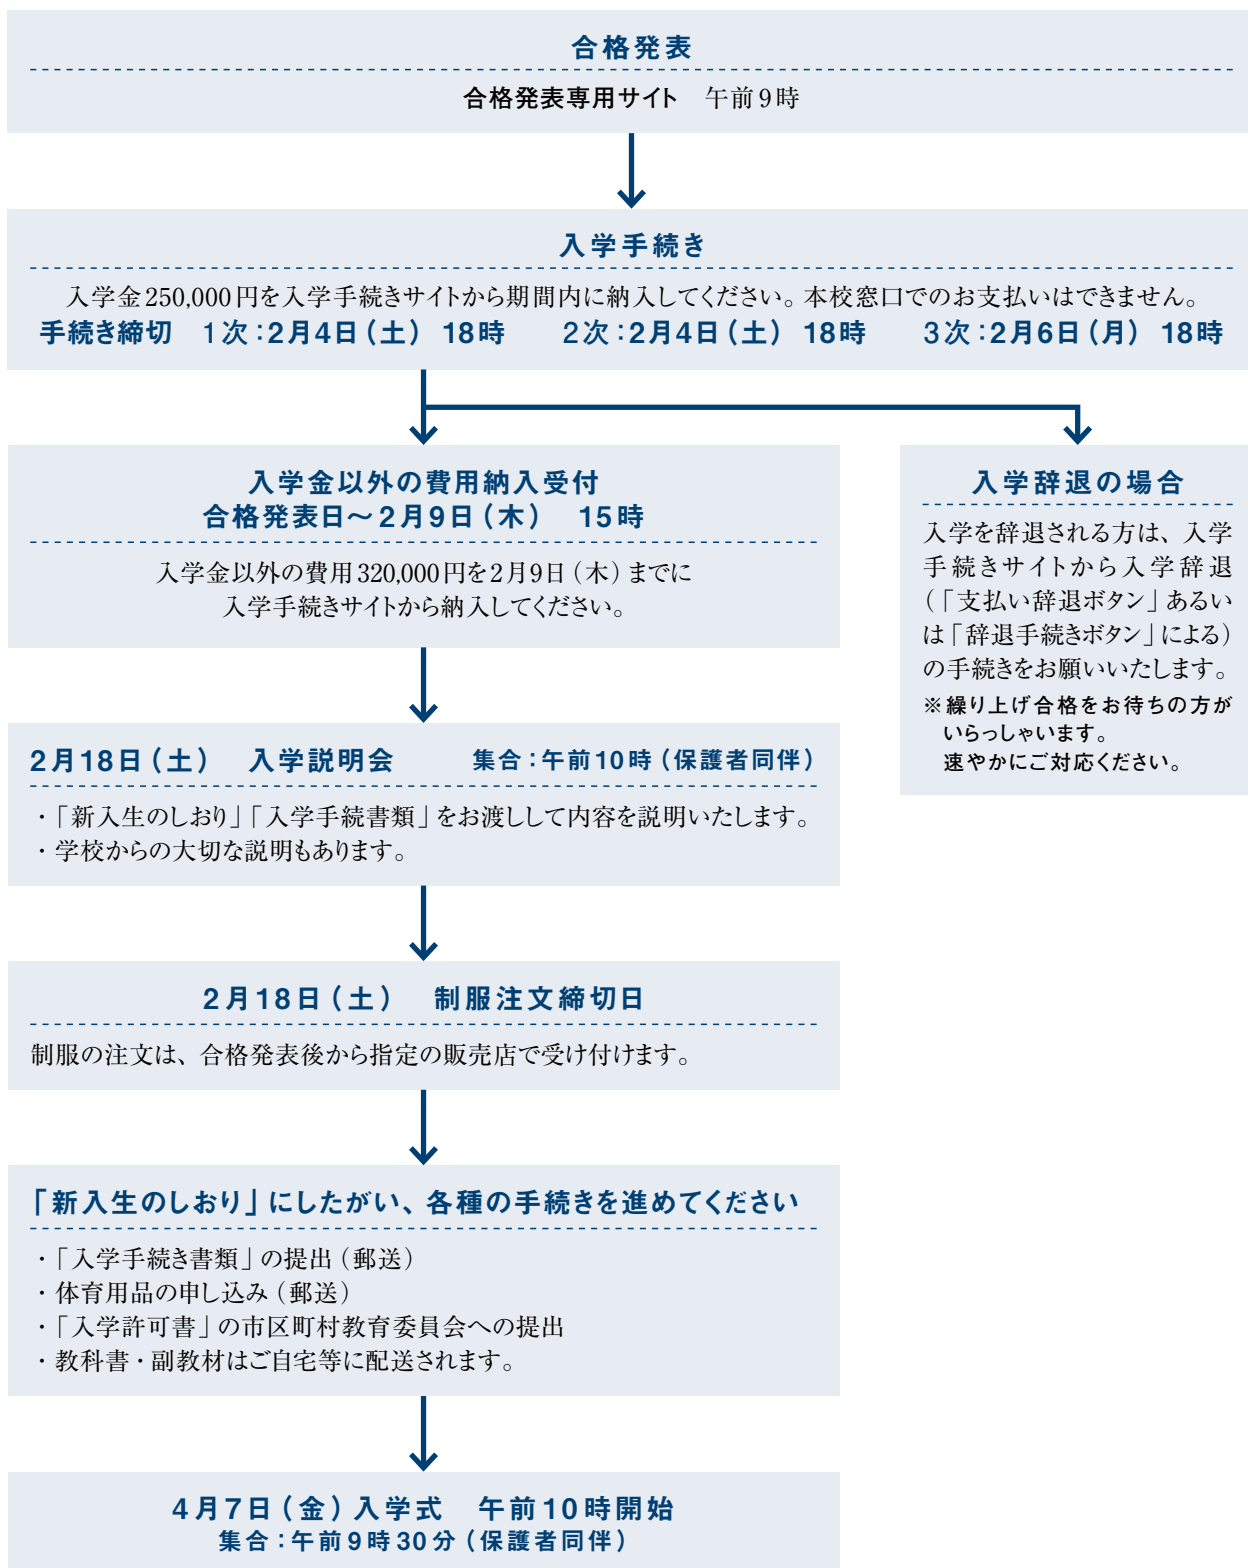 合格発表
合格発表専用サイト　午前9時
入学手続き
入学金250,000円を入学手続きサイトから期間内に納入してください。本校窓口でのお支払いはできません。
手続き締切　1次：2月4日（土） 18時　　2次：2月4日（土） 18時　　3次：2月6日（月） 18時
入学金以外の費用納入受付
合格発表日～2月9日（木）　15時
入学金以外の費用320,000円を2月9日（木）までに
入学手続きサイトから納入してください。
入学辞退の場合
入学を辞退される方は、入学
手続きサイトから入学辞退
（「支払い辞退ボタン」あるい
は「辞退手続きボタン」による）
の手続きをお願いいたします。
※繰り上げ合格をお待ちの方が
いらっしゃいます。
速やかにご対応ください。
2月18日（土）　入学説明会　　集合：午前10時（保護者同伴）
・「新入生のしおり」「入学手続書類」をお渡しして内容を説明いたします。
・学校からの大切な説明もあります。
2月18日（土）　制服注文締切日
制服の注文は、合格発表後から指定の販売店で受け付けます。
「新入生のしおり」にしたがい、各種の手続きを進めてください
・「入学手続き書類」の提出（郵送）
・体育用品の申し込み（郵送）
・「入学許可書」の市区町村教育委員会への提出
・教科書・副教材はご自宅等に配送されます。
4月7日（金）入学式　午前10時開始
集合：午前9時30分（保護者同伴）